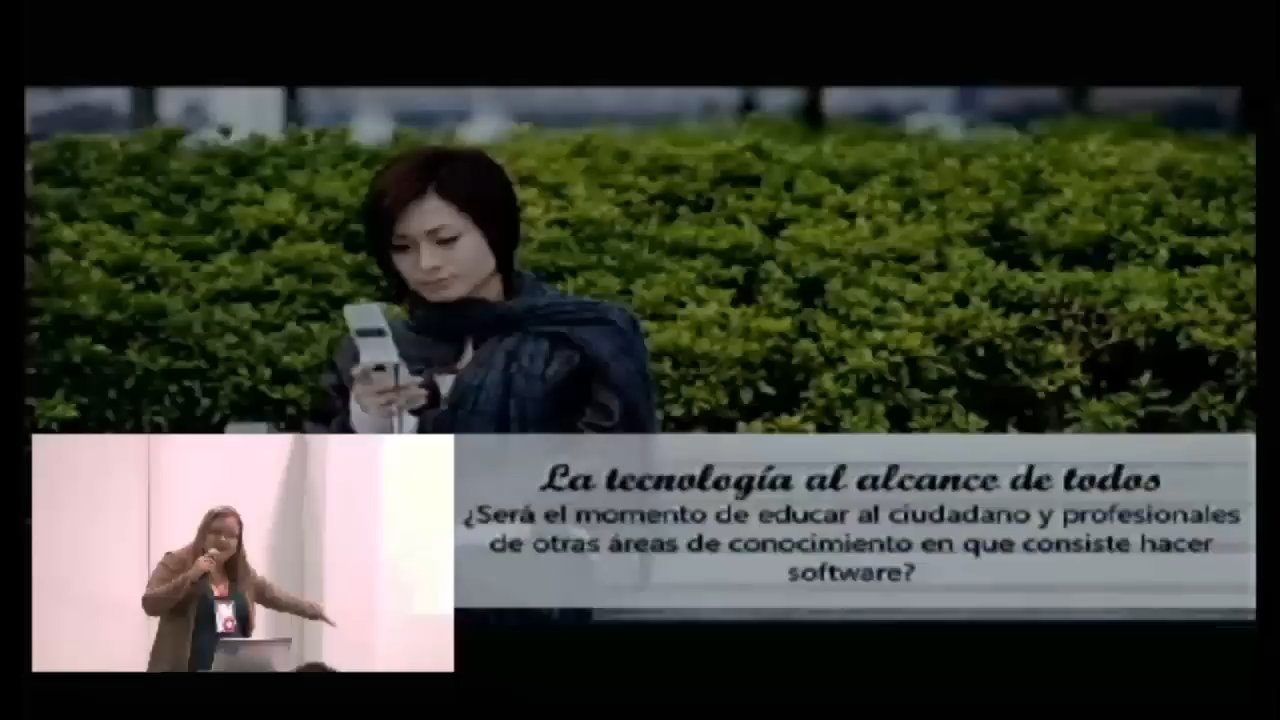 La tecnología al alcance de todos
¿Será el momento de educar al ciudadano y profesionales
de otras áreas de conocimiento en que consiste hacer
software?